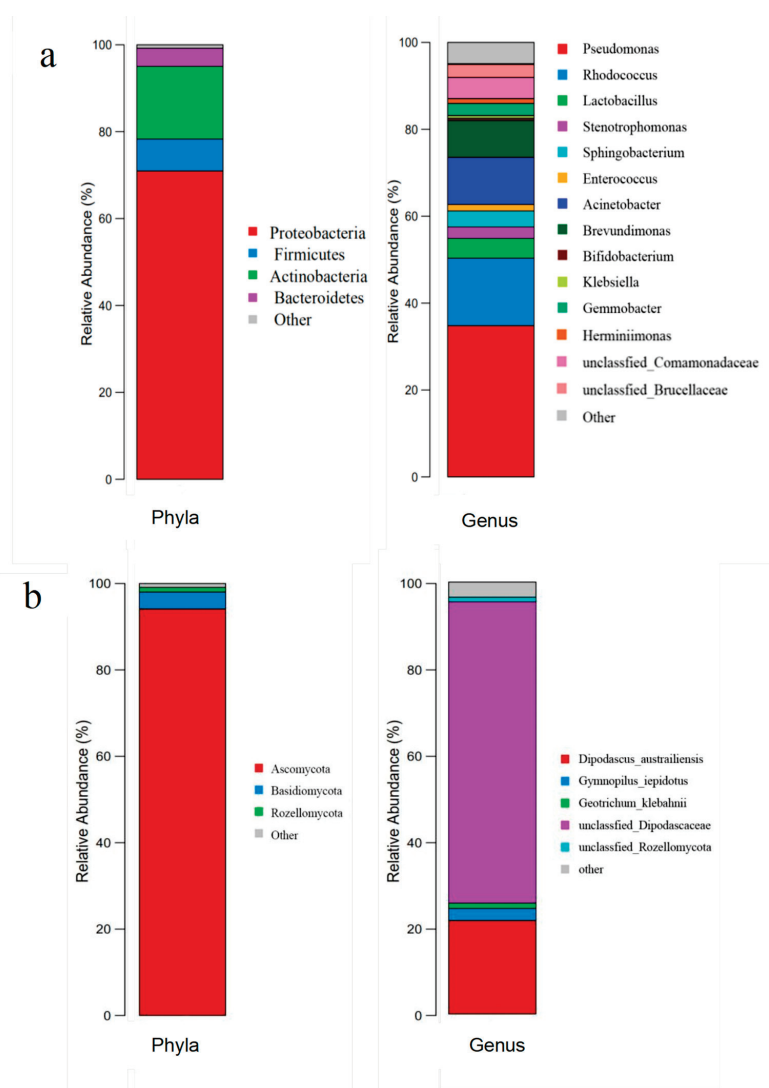 a
Relative Abundance (%)
100
80
60
40
20
0
Phyla
Proteobacteria
Firmicutes
Actinobacteria
Bacteroidetes
Other
Relative Abundance (%)
100
80
60
40
20
0
Genus
Pseudomonas
Rhodococcus
Lactobacillus
Stenotrophomonas
Sphingobacterium
Enterococcus
Acinetobacter
Brevundimonas
Bifidobacterium
Klebsiella
Gemmobacter
Herminiimonas
unclassfied_Comamonadaceae
unclassfied_Brucellaceae
Other
b
Relative Abundance (%)
100
80
60
40
20
0
Phyla
Ascomycota
Basidiomycota
Rozellomycota
Other
Relative Abundance (%)
100
80
60
40
20
0
Genus
Dipodascus_austrailiensis
Gymnopilus_iepidotus
Geotrichum_klebahnii
unclassfied_Dipodascaceae
unclassfied_Rozellomycota
other